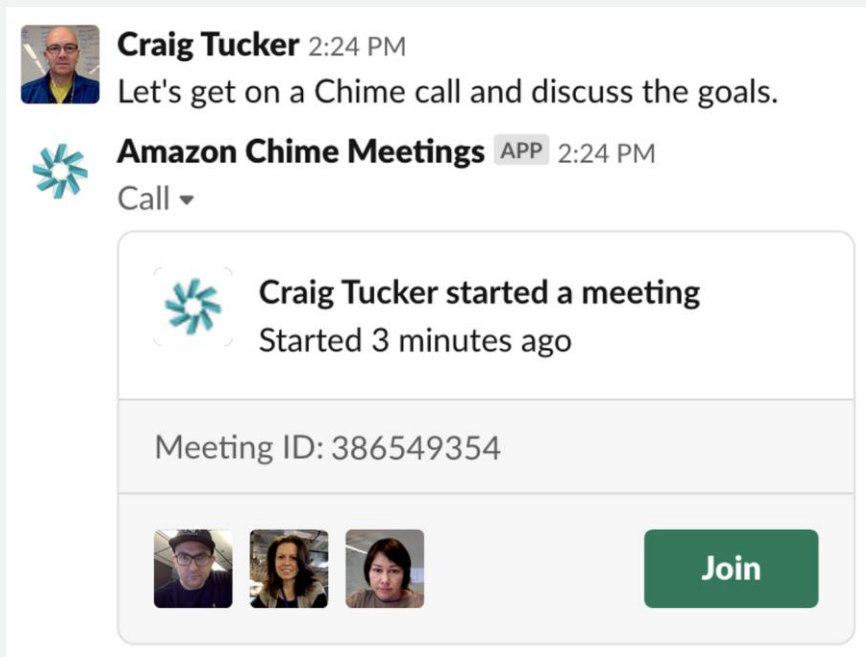 Craig Tucker 2:24 PM
Let's get on a Chime call and discuss the goals.
Amazon Chime Meetings APP 2:24 PM
Call
Craig Tucker started a meeting
Started 3 minutes ago
Meeting ID: 386549354
Join